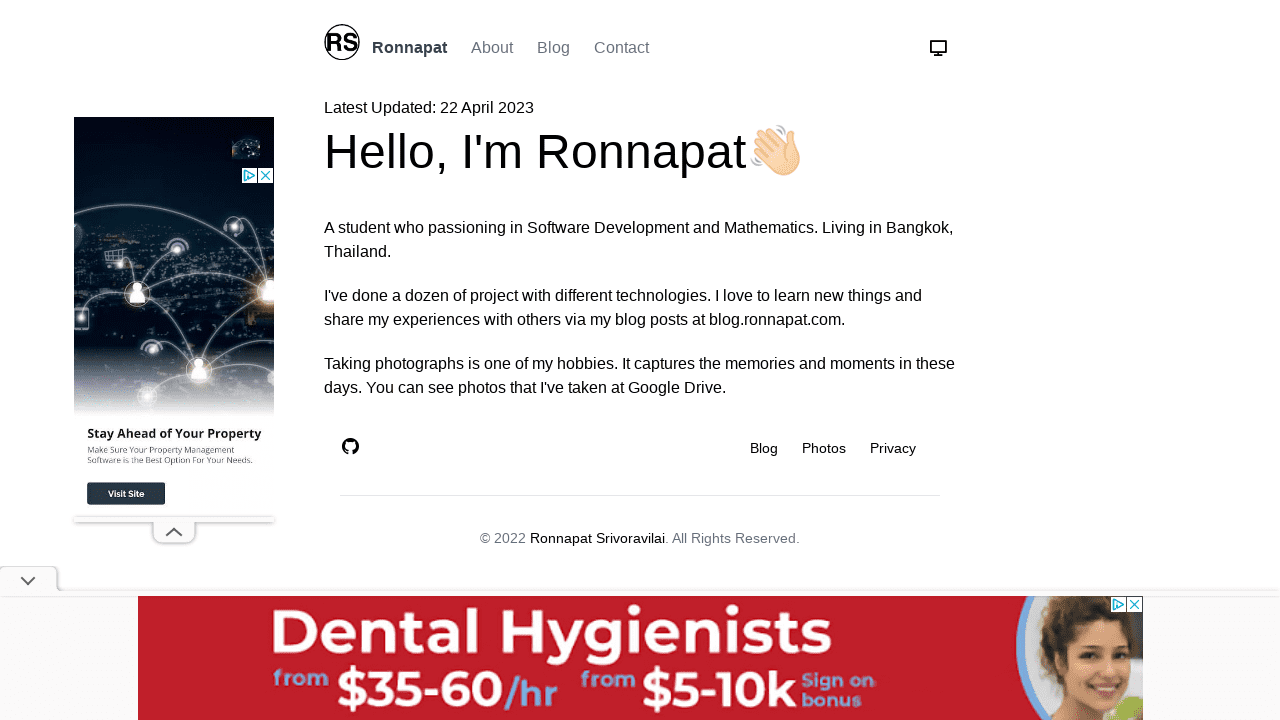 RS
Ronnapat About Blog Contact
Latest Updated: 22 April 2023
Hello, I'm Ronnapat👋🏻
A student who passioning in Software Development and Mathematics. Living in Bangkok,
Thailand.
I've done a dozen of project with different technologies. I love to learn new things and
share my experiences with others via my blog posts at blog.ronnapat.com.
Taking photographs is one of my hobbies. It captures the memories and moments in these
days. You can see photos that I've taken at Google Drive.
Blog Photos Privacy
© 2022 Ronnapat Srivoravilai. All Rights Reserved.
Stay Ahead of Your Property
Make Sure Your Property Management
Software is the Best Option For Your Needs.
Visit Site
Dental Hygienists
from $35-60/hr from $5-10k Sign on
bonus